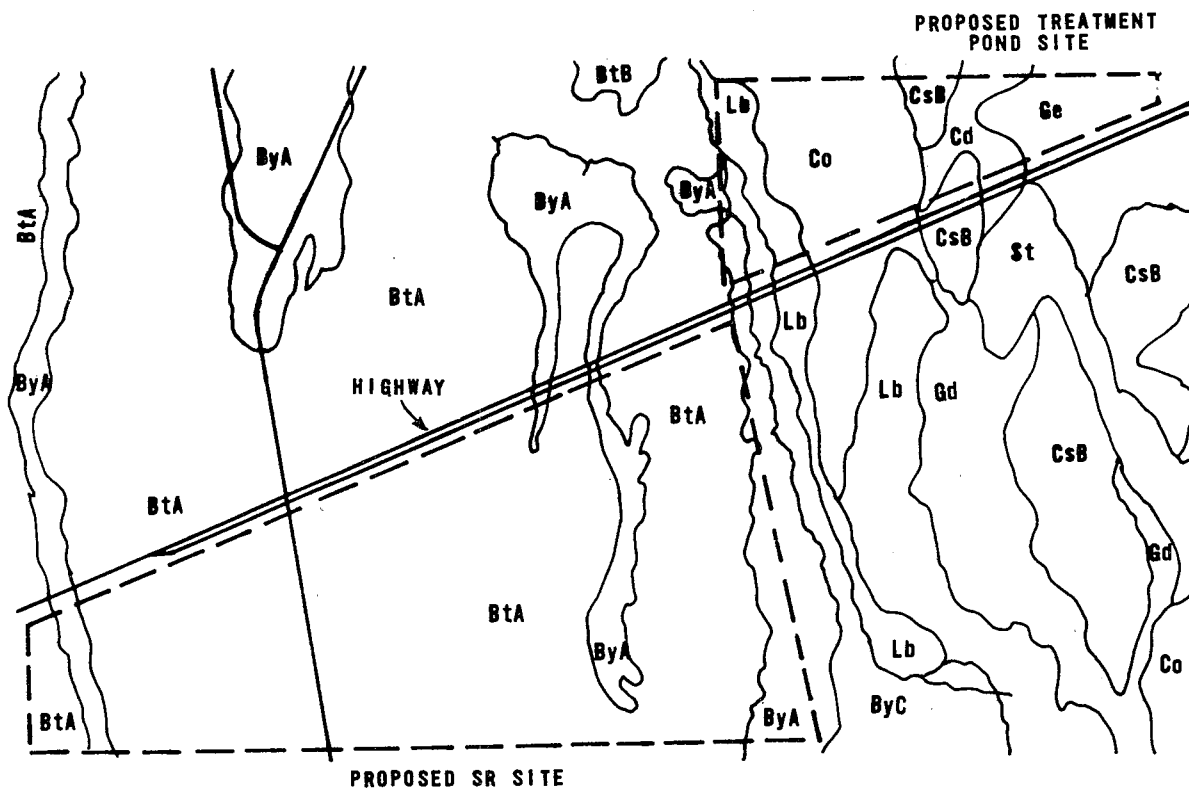 PROPOSED TREATMENT
POND SITE
BtB
CsB
Lb
Ge
Cd
ByA
Co
ByA
ByA
BtA
CsB
St
CsB
BtA
Lb
ByA
HIGHWAY
Lb
Gd
BtA
CsB
BtA
Gd
BtA
ByA
Lb
Co
BtA
ByA
ByC
PROPOSED SR SITE